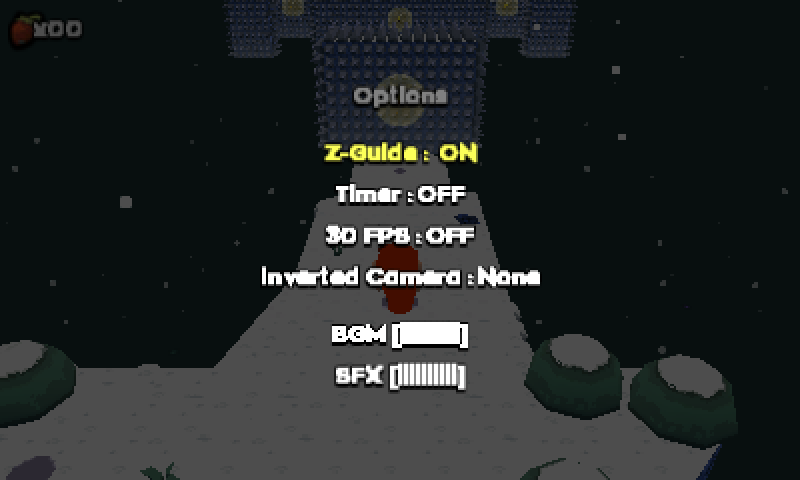 x00
Options
Z-Guide : ON
Timer : OFF
30 FPS : OFF
Inverted Camera : None
BGM [||||||||||]
SFX [||||||||||]